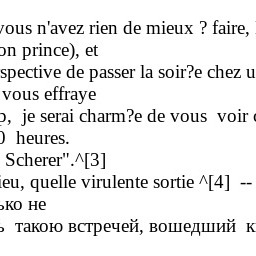 vous n'avez rien de mieux ? faire,
on prince), et
spective de passer la soir?e chez u
vous effraye
p, je serai charm?e de vous voir
0 heures.
Scherer".^[3]
ieu, quelle virulente sortie ^[4] --
ько не
ь такою встречей, вошедший к